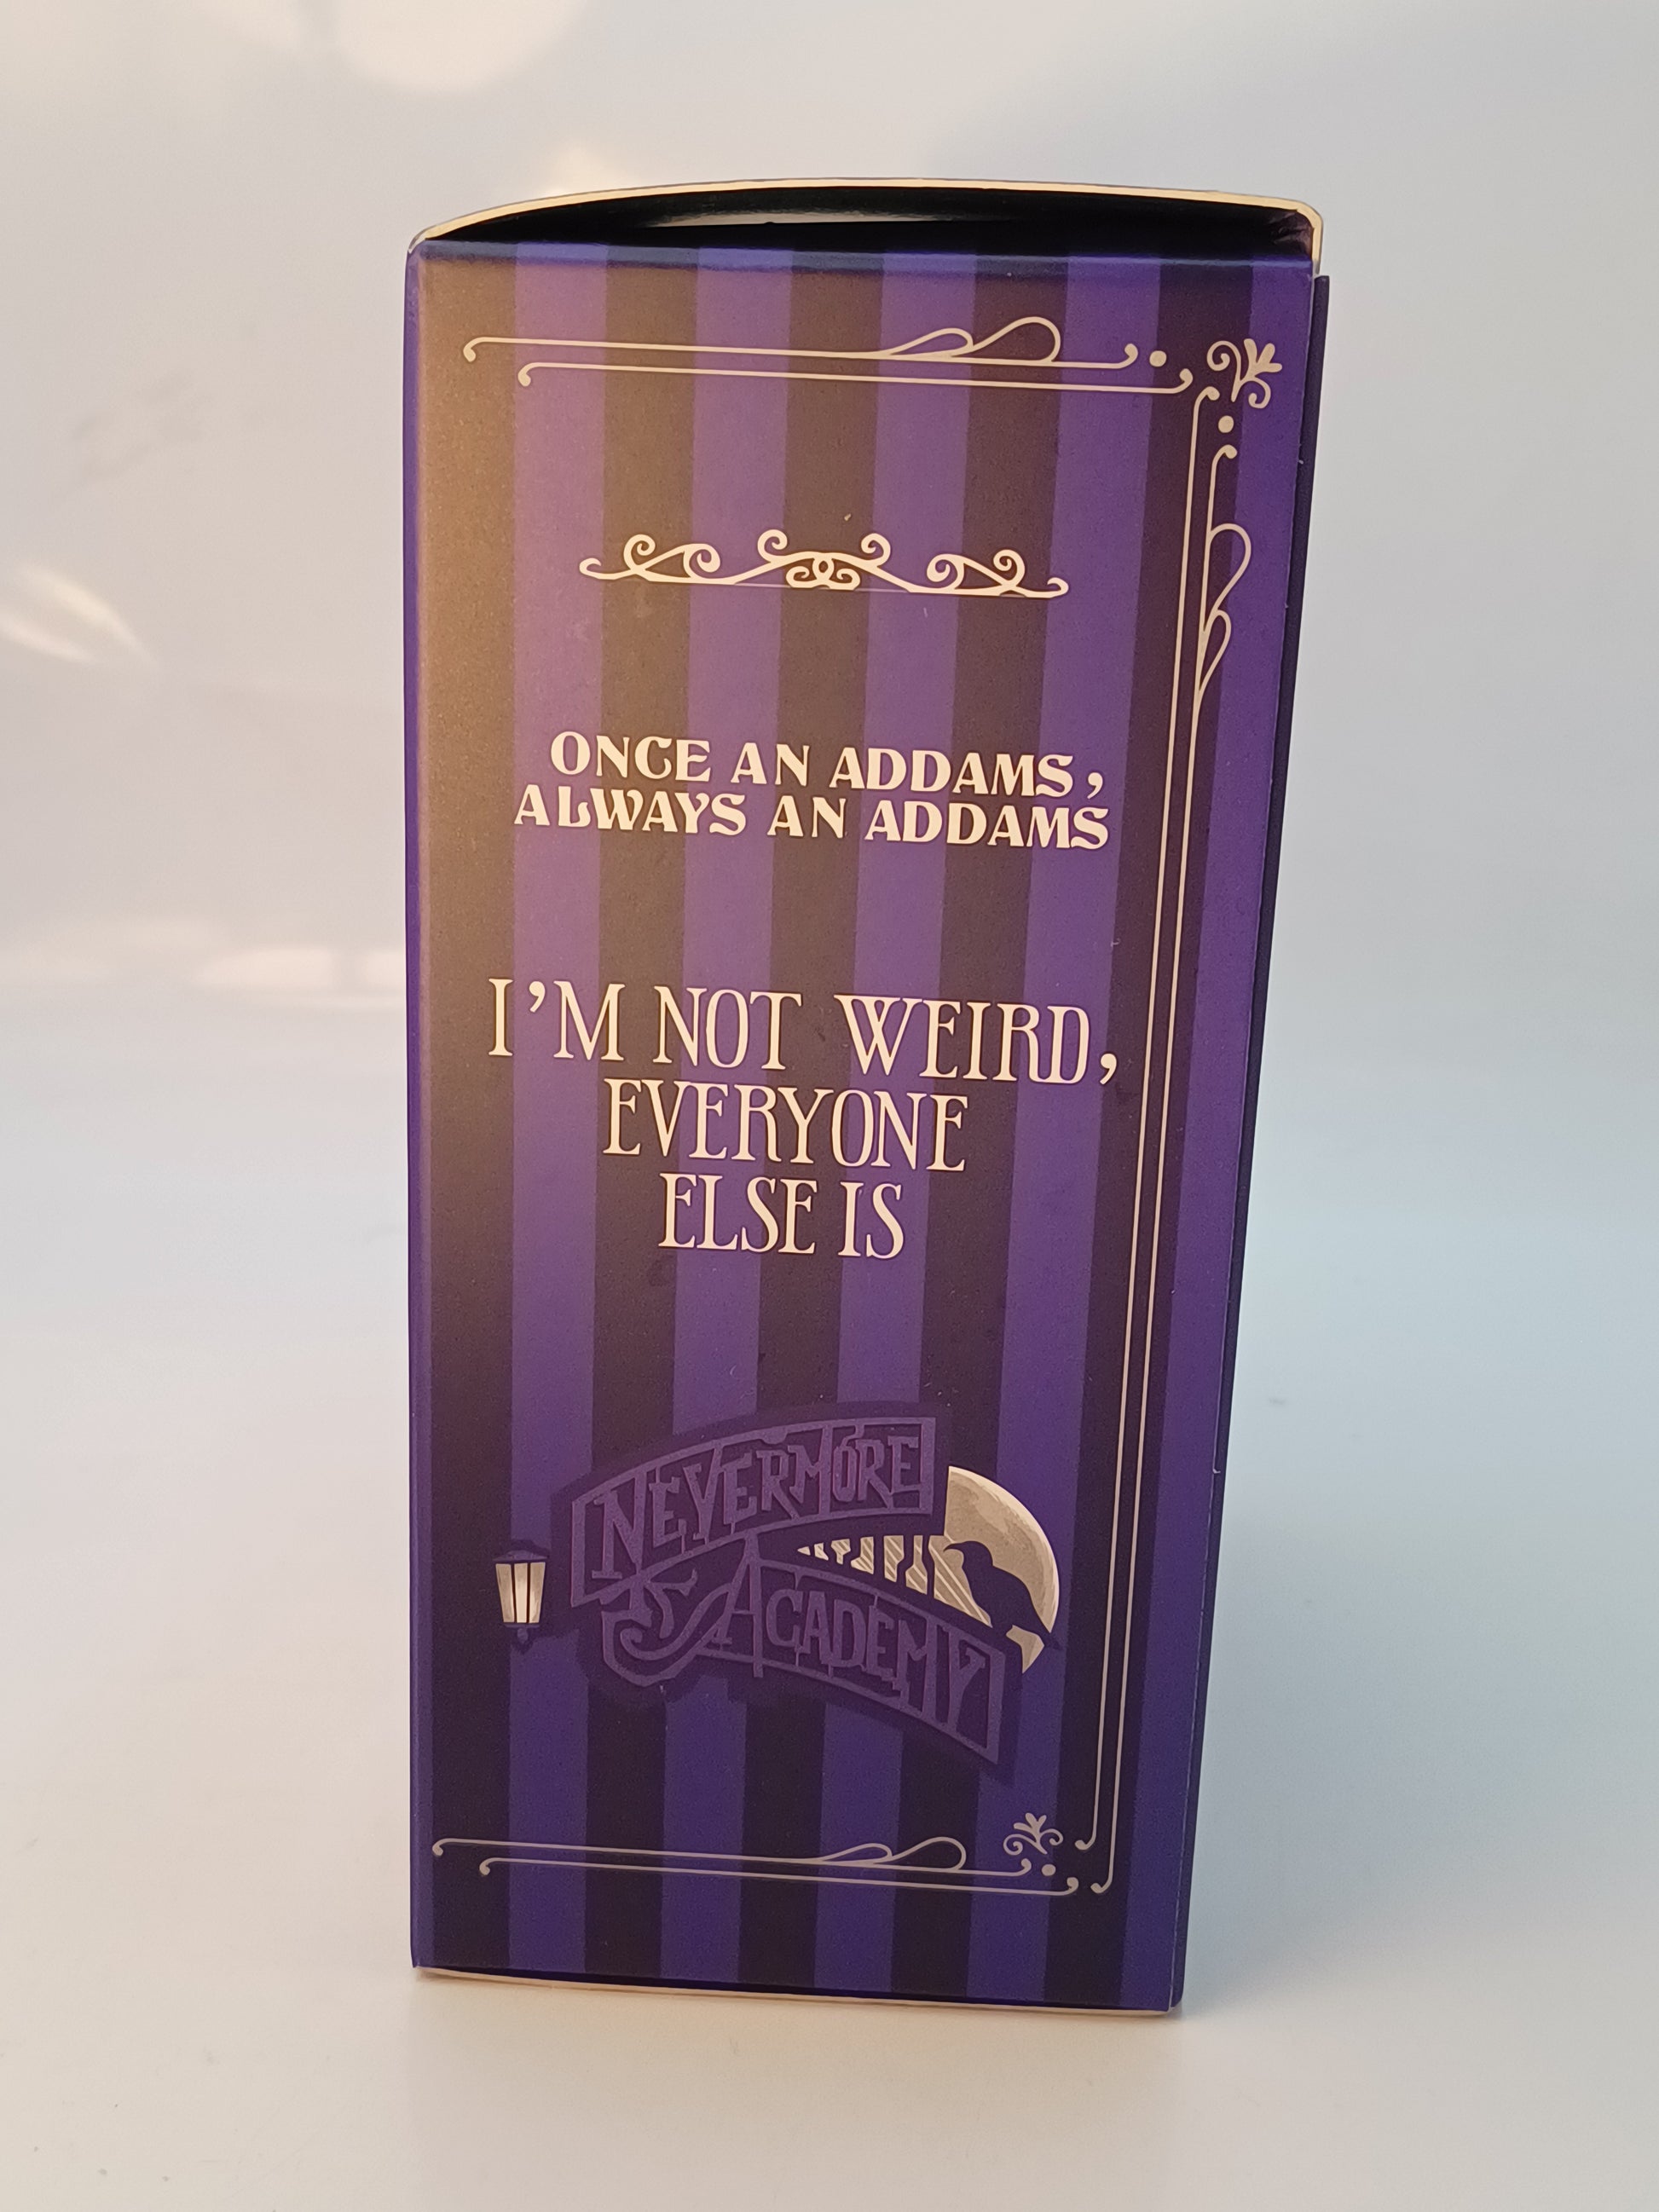 ONCE AN ADDAMS,
ALWAYS AN ADDAMS
I'M NOT WEIRD,
EVERYONE
ELSE IS
NEVERMORE
ACADEMY